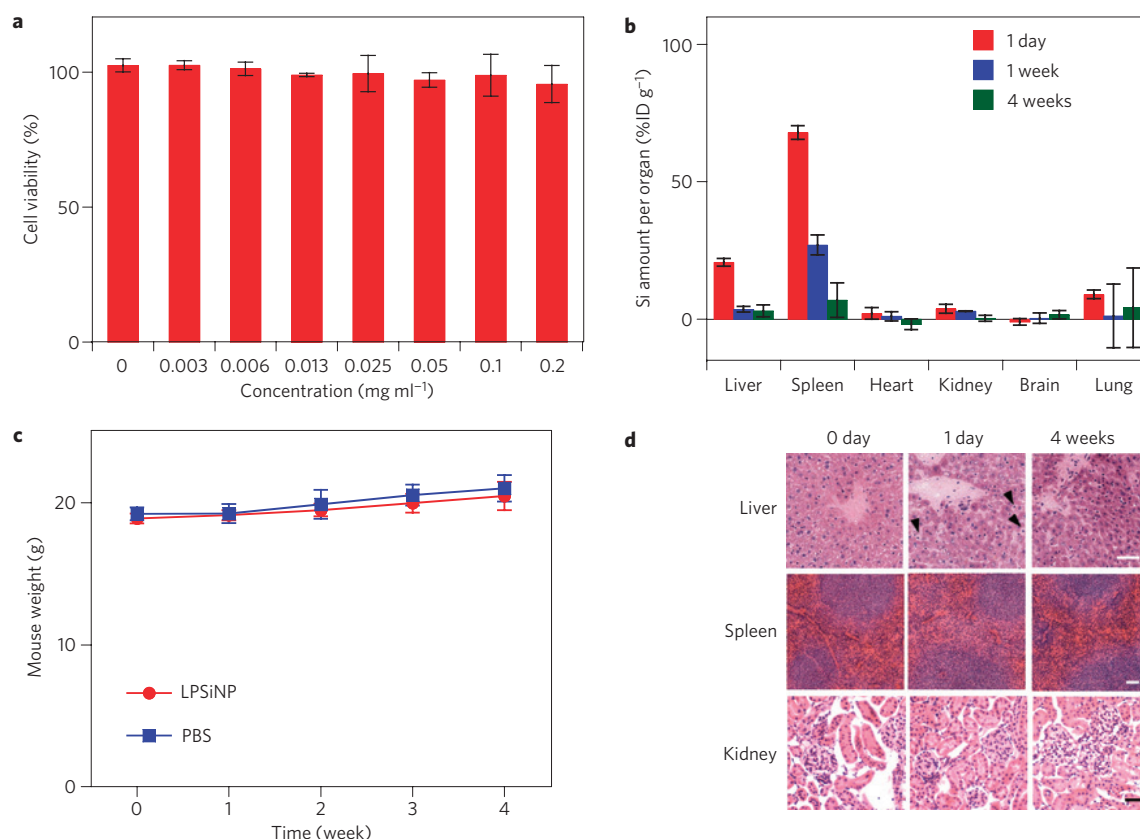 a
100
50
0
Cell viability (%)
0 0.003 0.006 0.013 0.025 0.05 0.1 0.2
Concentration (mg ml⁻¹)
b
100
50
0
Si amount per organ (%ID g⁻¹)
1 day
1 week
4 weeks
Liver Spleen Heart Kidney Brain Lung
c
20
10
0
Mouse weight (g)
LPSiNP
PBS
0 1 2 3 4
Time (week)
d
0 day 1 day 4 weeks
Liver
Spleen
Kidney